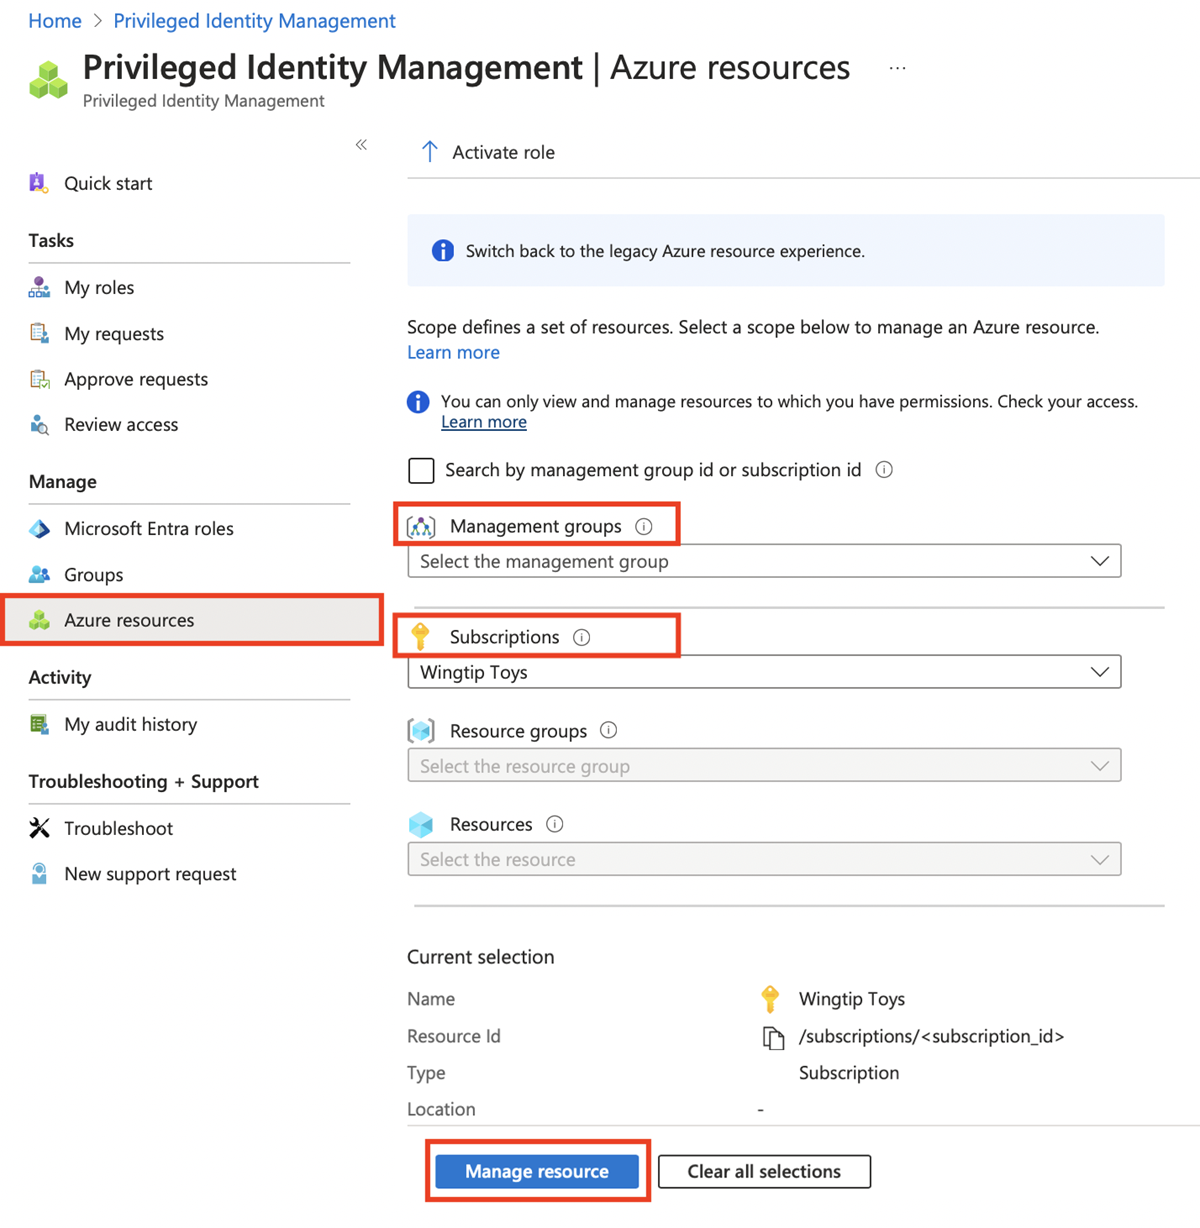 Home > Privileged Identity Management
Privileged Identity Management | Azure resources ...
Privileged Identity Management
«
Quick start
Tasks
My roles
My requests
Approve requests
Review access
Manage
Microsoft Entra roles
Groups
Azure resources
Activity
My audit history
Troubleshooting + Support
Troubleshoot
New support request
Activate role
Switch back to the legacy Azure resource experience.
Scope defines a set of resources. Select a scope below to manage an Azure resource.
Learn more
You can only view and manage resources to which you have permissions. Check your access.
Learn more
Search by management group id or subscription id
Management groups
Select the management group
Subscriptions
Wingtip Toys
Resource groups
Select the resource group
Resources
Select the resource
Current selection
Name Wingtip Toys
Resource Id /subscriptions/<subscription_id>
Type Subscription
Location -
Manage resource Clear all selections